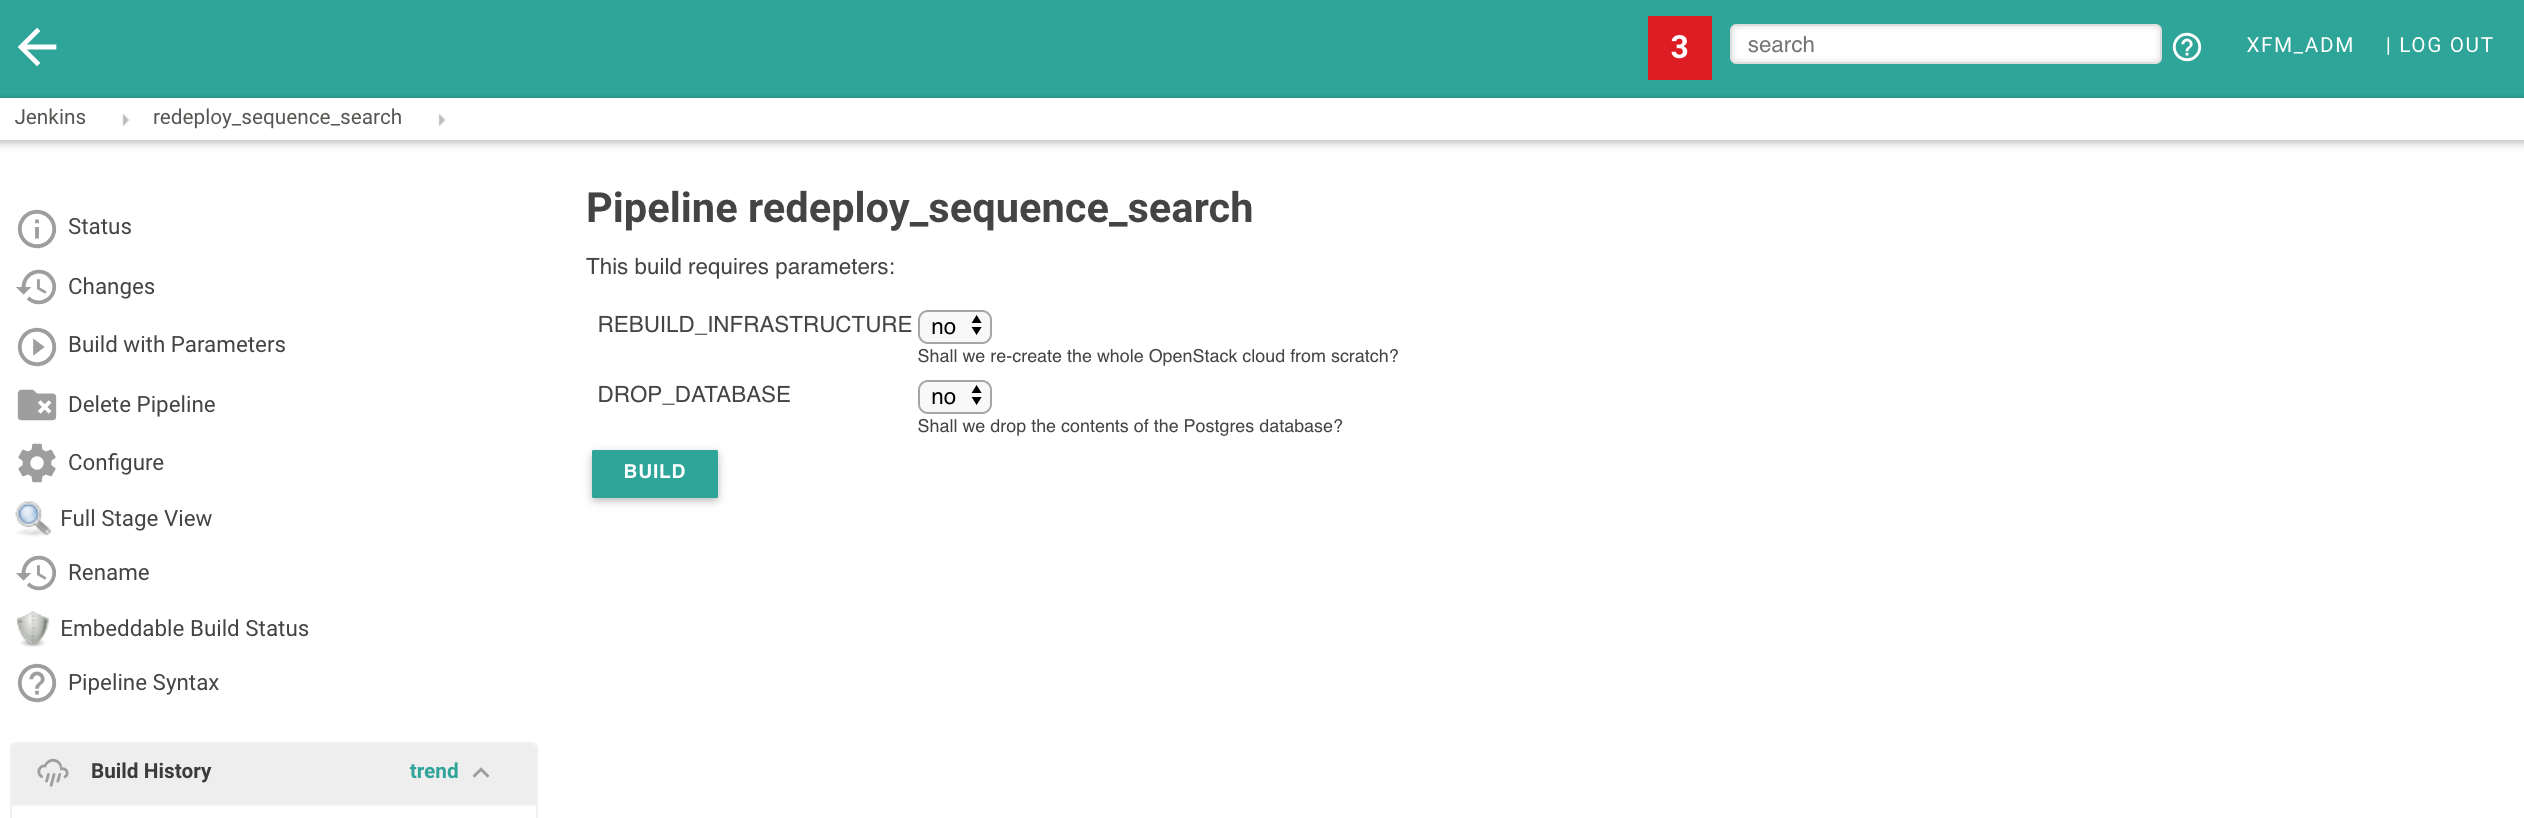 3
search
XFM_ADM
| LOG OUT
Jenkins
redeploy_sequence_search
Status
Changes
Build with Parameters
Delete Pipeline
Configure
Full Stage View
Rename
Embeddable Build Status
Pipeline Syntax
Build History
trend
Pipeline redeploy_sequence_search
This build requires parameters:
REBUILD_INFRASTRUCTURE no
Shall we re-create the whole OpenStack cloud from scratch?
DROP_DATABASE no
Shall we drop the contents of the Postgres database?
BUILD